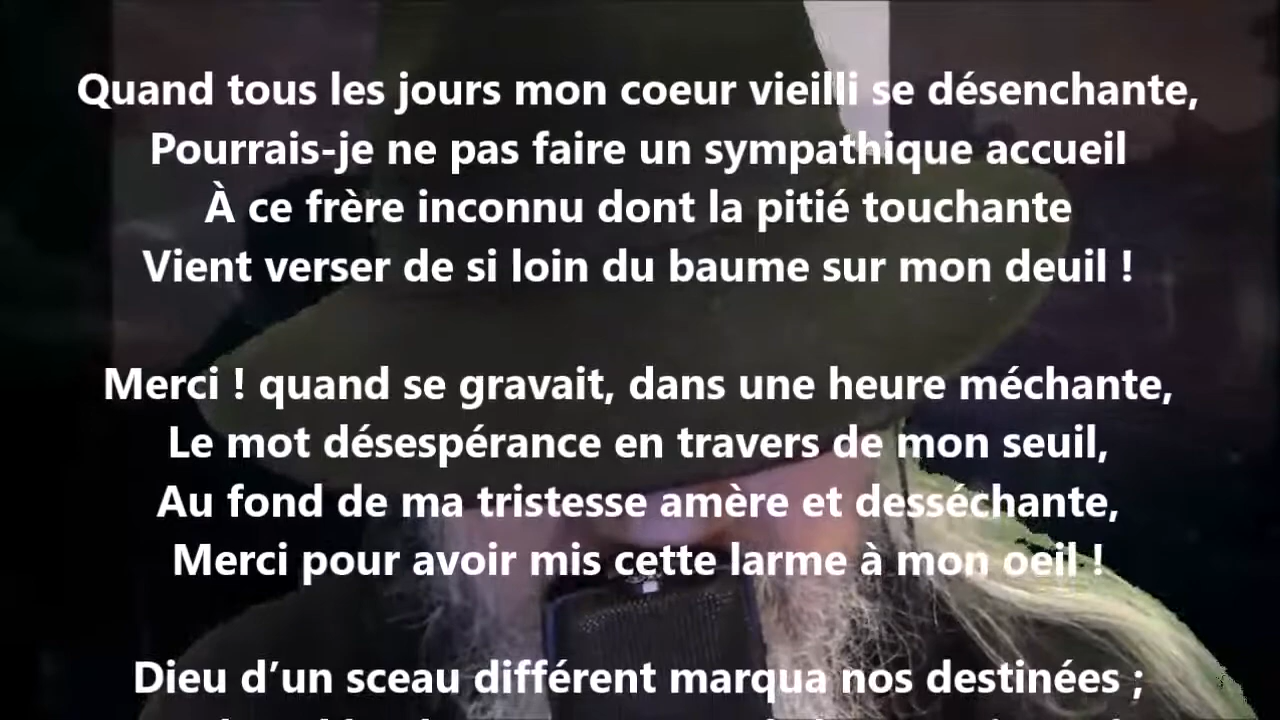 Quand tous les jours mon coeur vieilli se désenchante,
Pourrais-je ne pas faire un sympathique accueil
À ce frère inconnu dont la pitié touchante
Vient verser de si loin du baume sur mon deuil !
Merci ! quand se gravait, dans une heure méchante,
Le mot désespérance en travers de mon seuil,
Au fond de ma tristesse amère et desséchante,
Merci pour avoir mis cette larme à mon oeil !
Dieu d’un sceau différent marqua nos destinées ;